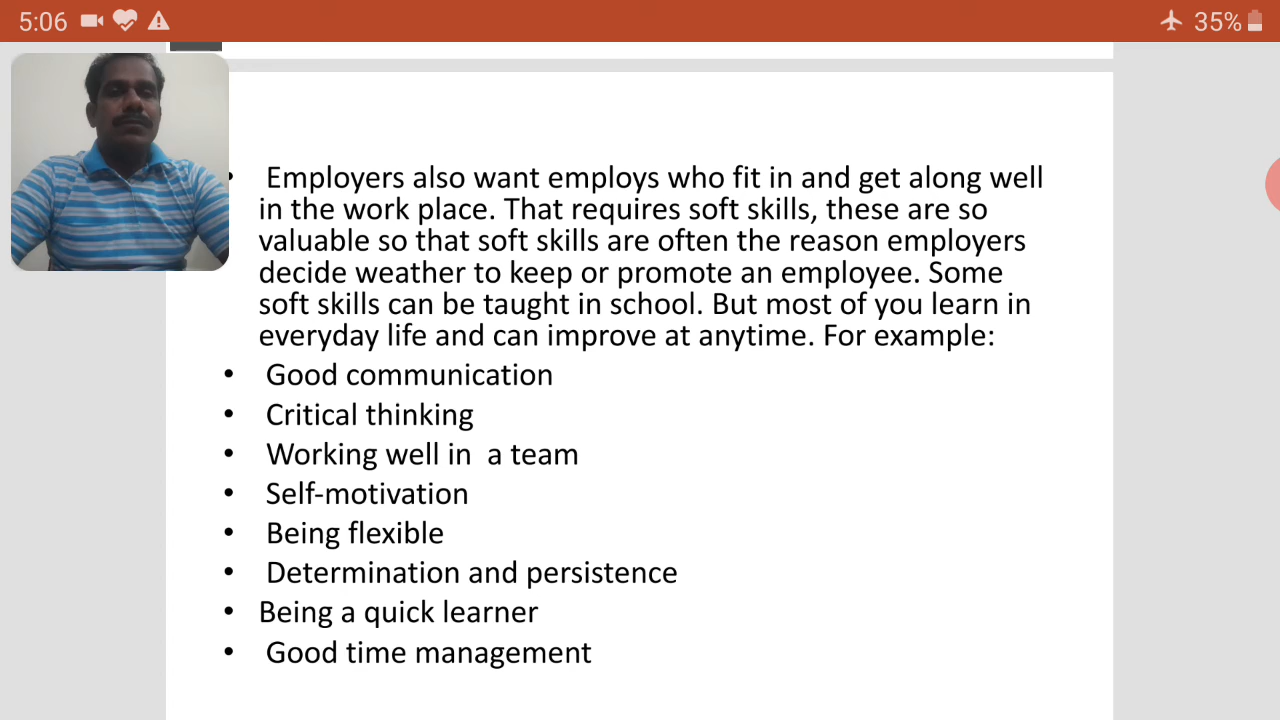 5:06
35%
• Employers also want employs who fit in and get along well
in the work place. That requires soft skills, these are so
valuable so that soft skills are often the reason employers
decide weather to keep or promote an employee. Some
soft skills can be taught in school. But most of you learn in
everyday life and can improve at anytime. For example:
• Good communication
• Critical thinking
• Working well in a team
• Self-motivation
• Being flexible
• Determination and persistence
• Being a quick learner
• Good time management